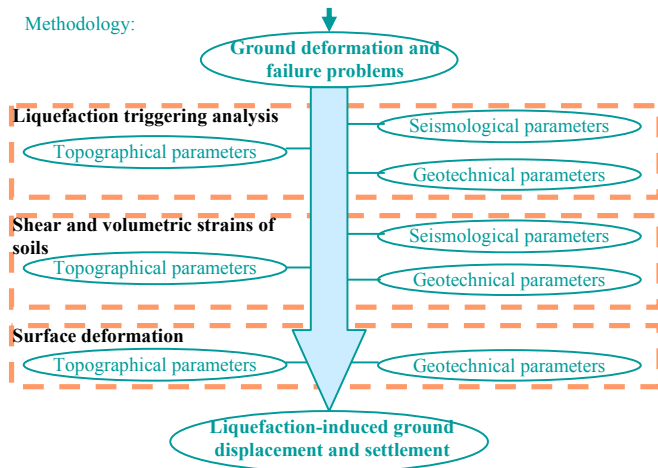 Methodology:
Ground deformation and
failure problems
Liquefaction triggering analysis
Seismological parameters
Topographical parameters
Geotechnical parameters
Shear and volumetric strains of
soils
Seismological parameters
Topographical parameters
Geotechnical parameters
Surface deformation
Topographical parameters
Geotechnical parameters
Liquefaction-induced ground
displacement and settlement